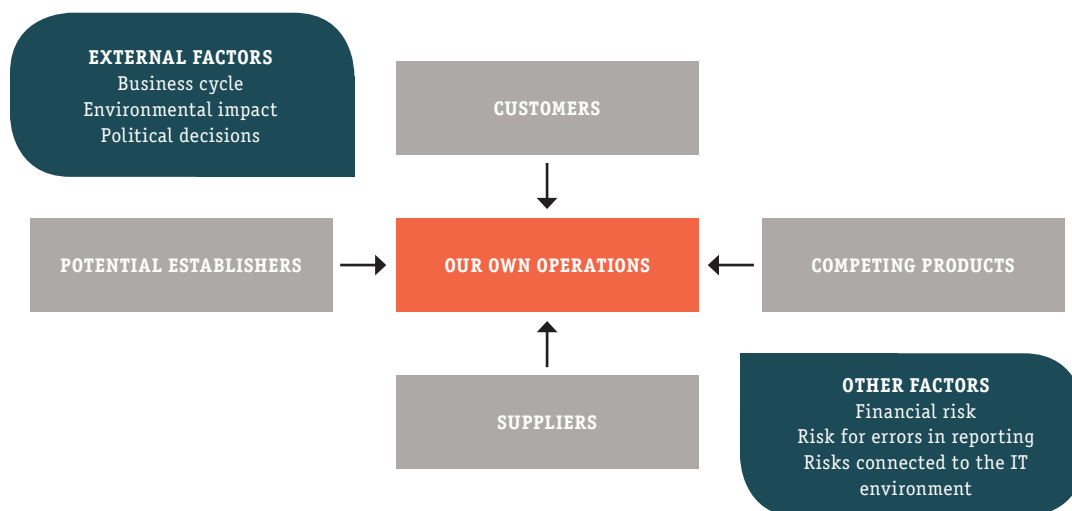 EXTERNAL FACTORS
Business cycle
Environmental impact
Political decisions
CUSTOMERS
POTENTIAL ESTABLISHERS
OUR OWN OPERATIONS
COMPETING PRODUCTS
SUPPLIERS
OTHER FACTORS
Financial risk
Risk for errors in reporting
Risks connected to the IT
environment